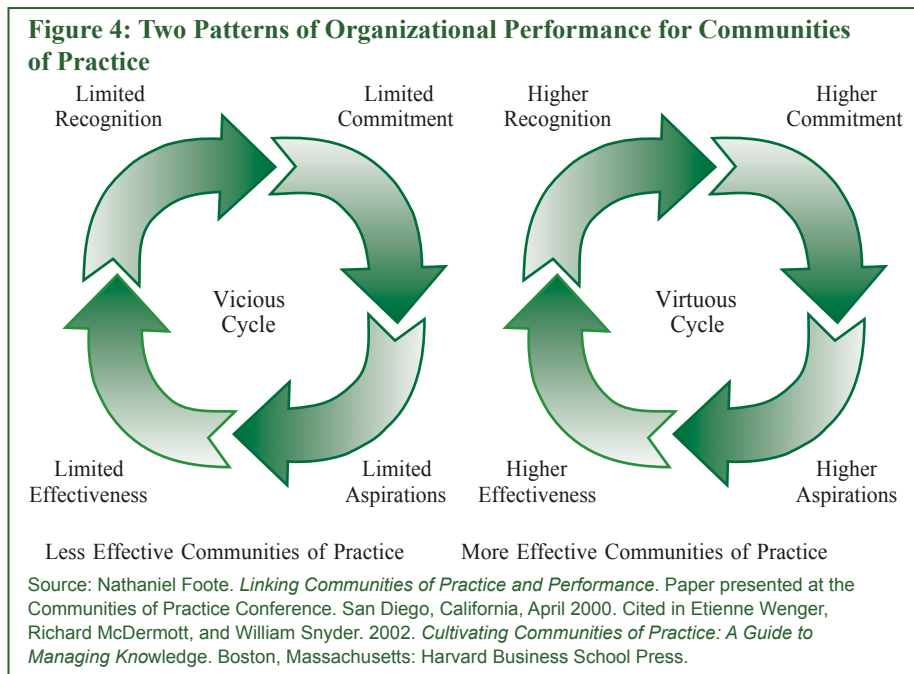 Figure 4: Two Patterns of Organizational Performance for Communities
of Practice
Limited
Recognition
Limited
Commitment
Vicious
Cycle
Limited
Effectiveness
Limited
Aspirations
Less Effective Communities of Practice
Higher
Recognition
Higher
Commitment
Virtuous
Cycle
Higher
Effectiveness
Higher
Aspirations
More Effective Communities of Practice
Source: Nathaniel Foote. Linking Communities of Practice and Performance. Paper presented at the
Communities of Practice Conference. San Diego, California, April 2000. Cited in Etienne Wenger,
Richard McDermott, and William Snyder. 2002. Cultivating Communities of Practice: A Guide to
Managing Knowledge. Boston, Massachusetts: Harvard Business School Press.